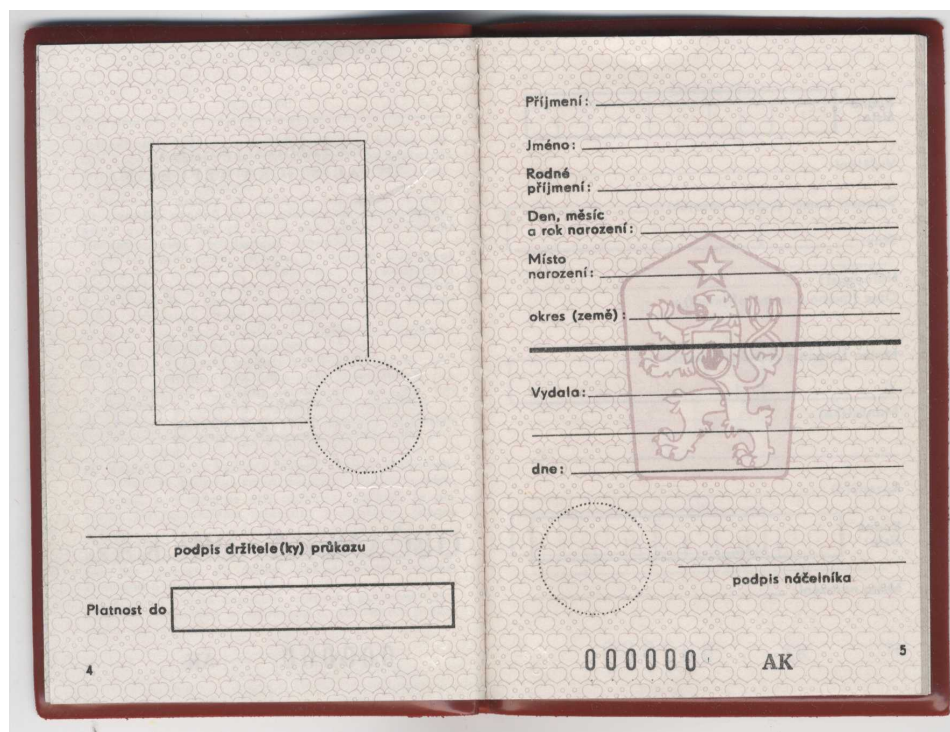 podpis držitele(ky) průkazu
Platnost do
4
Příjmení:
Jméno:
Rodné
příjmení:
Den, měsíc
a rok narození:
Místo
narození:
okres (země):
Vydala:
dne:
podpis náčelníka
000000 AK
5